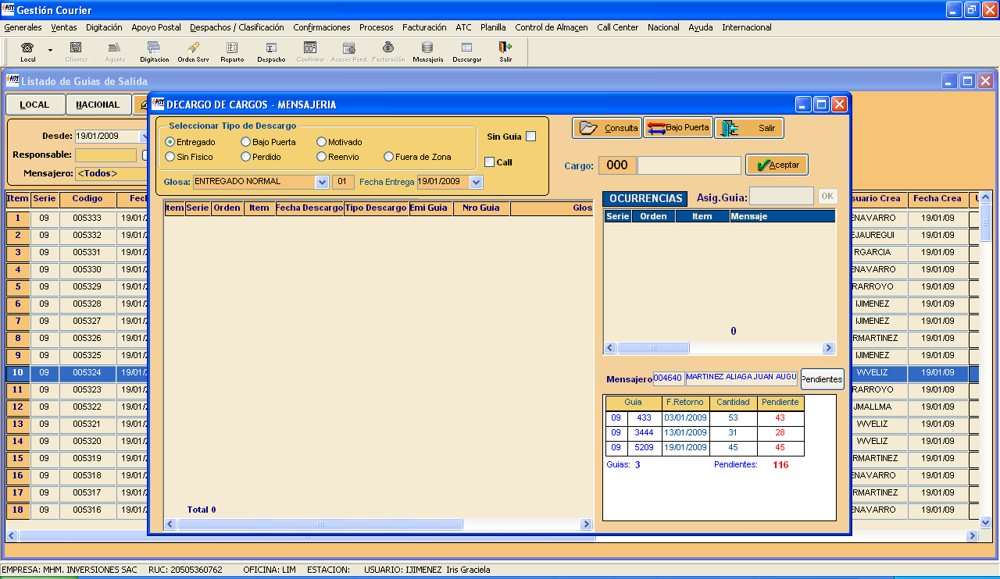 Gestión Courier
Generales Ventas Digitación Apoyo Postal Despachos / Clasificación Confirmaciones Procesos Facturación ATC Planilla Control de Almacen Call Center Nacional Ayuda Internacional
Local Clientes Agente Digitacion Orden Serv Reparto Despacho Confirmar Acuses Pend. Facturación Mensajeria Descargar Salir
Listado de Guias de Salida
LOCAL NACIONAL
DECARGO DE CARGOS - MENSAJERIA
Seleccionar Tipo de Descargo
Entregado Bajo Puerta Motivado
Sin Fisico Perdido Reenvio Fuera de Zona
Sin Guia
Call
Glosa: ENTREGADO NORMAL 01 Fecha Entrega 19/01/2009
Consulta Bajo Puerta Salir
Cargo: 000 Aceptar
Desde: 19/01/2009
Responsable:
Mensajero: <Todos>
OCURRENCIAS Asig.Guia: OK
Serie Orden Item Mensaje
0
Item Serie Orden Item Fecha Descargo Tipo Descargo Emi Guia Nro Guia Glos
Total 0
Mensajero 004640 MARTINEZ ALIAGA JUAN AUGU Pendientes
Guia F.Retorno Cantidad Pendiente
09 433 03/01/2009 53 43
09 3444 13/01/2009 31 28
09 5209 19/01/2009 45 45
Guias: 3 Pendientes: 116
Item Serie Codigo Fech suario Crea Fecha Crea
1 09 005333 19/01/ ENAVARRO 19/01/09
2 09 005332 19/01/ EJAUREGUI 19/01/09
3 09 005331 19/01/ RGARCIA 19/01/09
4 09 005330 19/01/ ENAVARRO 19/01/09
5 09 005329 19/01/ RARROYO 19/01/09
6 09 005328 19/01/ IJIMENEZ 19/01/09
7 09 005327 19/01/ IJIMENEZ 19/01/09
8 09 005326 19/01/ RMARTINEZ 19/01/09
9 09 005325 19/01/ IJIMENEZ 19/01/09
10 09 005324 19/01/ WVELIZ 19/01/09
11 09 005323 19/01/ RARROYO 19/01/09
12 09 005322 19/01/ JMALLMA 19/01/09
13 09 005321 19/01/ WVELIZ 19/01/09
14 09 005320 19/01/ WVELIZ 19/01/09
15 09 005319 19/01/ RMARTINEZ 19/01/09
16 09 005318 19/01/ ENAVARRO 19/01/09
17 09 005317 19/01/ RMARTINEZ 19/01/09
18 09 005316 19/01/ ENAVARRO 19/01/09
EMPRESA: MHM. INVERSIONES SAC RUC: 20505360762 OFICINA: LIM ESTACION: USUARIO: IJIMENEZ Iris Graciela